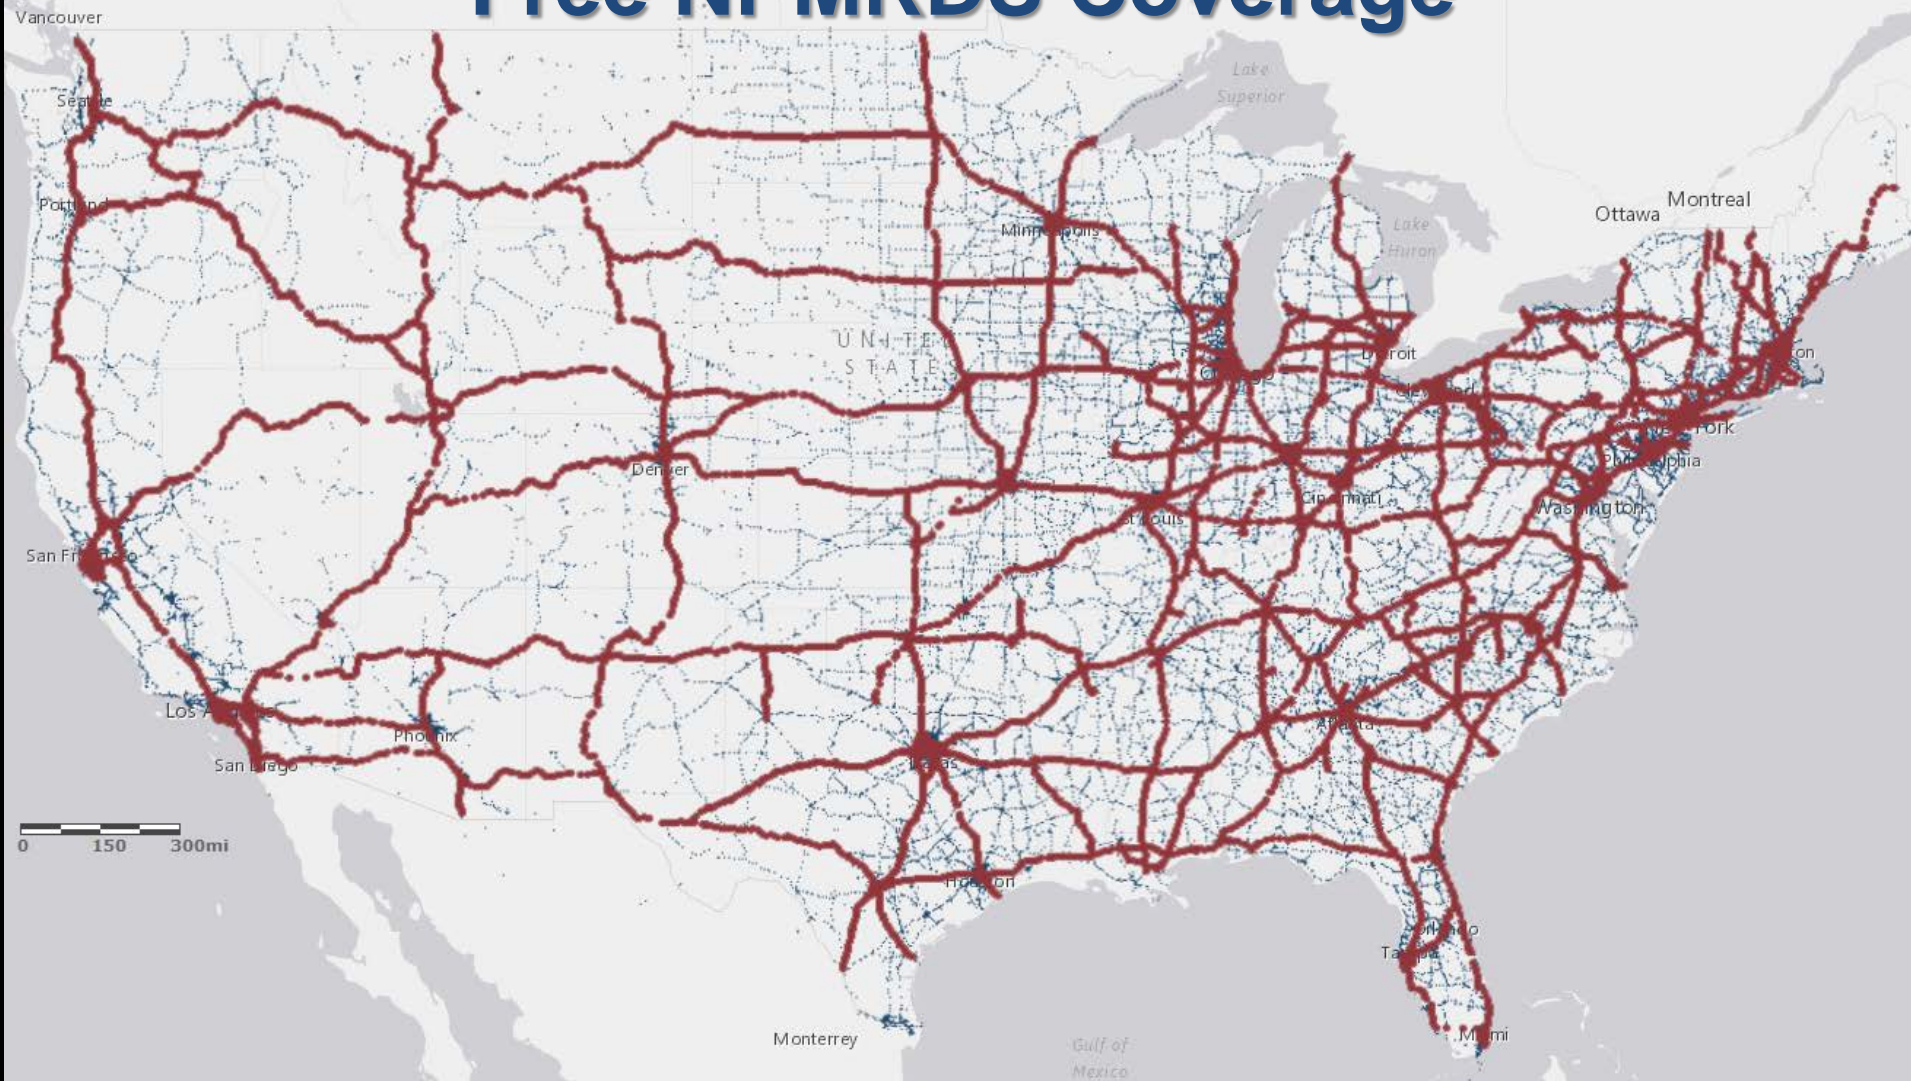 Free NPMRDS Coverage
Vancouver
Lake
Superior
Seattle
Montreal
Ottawa
Portland
Minneapolis
Lake
Huron
UNITED
STATES
Detroit
Chicago
Cleveland
Boston
New York
Denver
Philadelphia
Cincinnati
Washington
St Louis
San Francisco
Los Angeles
Phoenix
Atlanta
San Diego
Dallas
0 150 300mi
Houston
Orlando
Tampa
Monterrey
Miami
Gulf of
Mexico